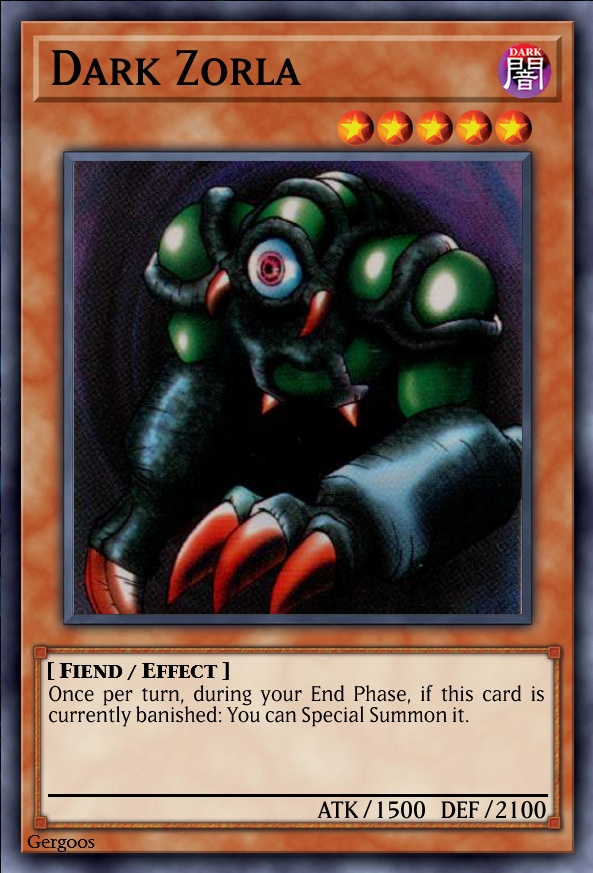 Dark Zorla
DARK
闇
[ Fiend / Effect ]
Once per turn, during your End Phase, if this card is
currently banished: You can Special Summon it.
ATK/1500 DEF/2100
Gergoos